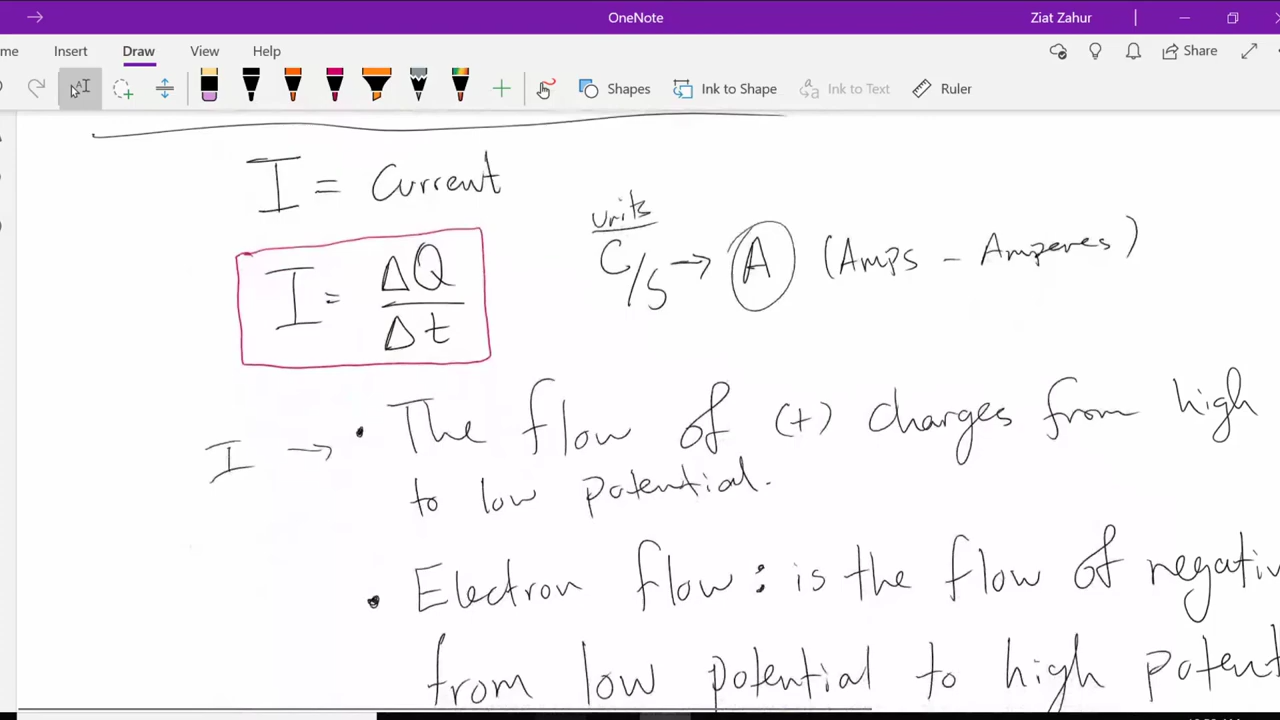 OneNote
Ziat Zahur
Insert Draw View Help
Share
Shapes Ink to Shape Ink to Text Ruler
I = Current
units
I = ΔQ/Δt
C/s → A (Amps - Amperes)
I → • The flow of (+) charges from high
to low potential.
• Electron flow: is the flow of negativ
from low potential to high potent